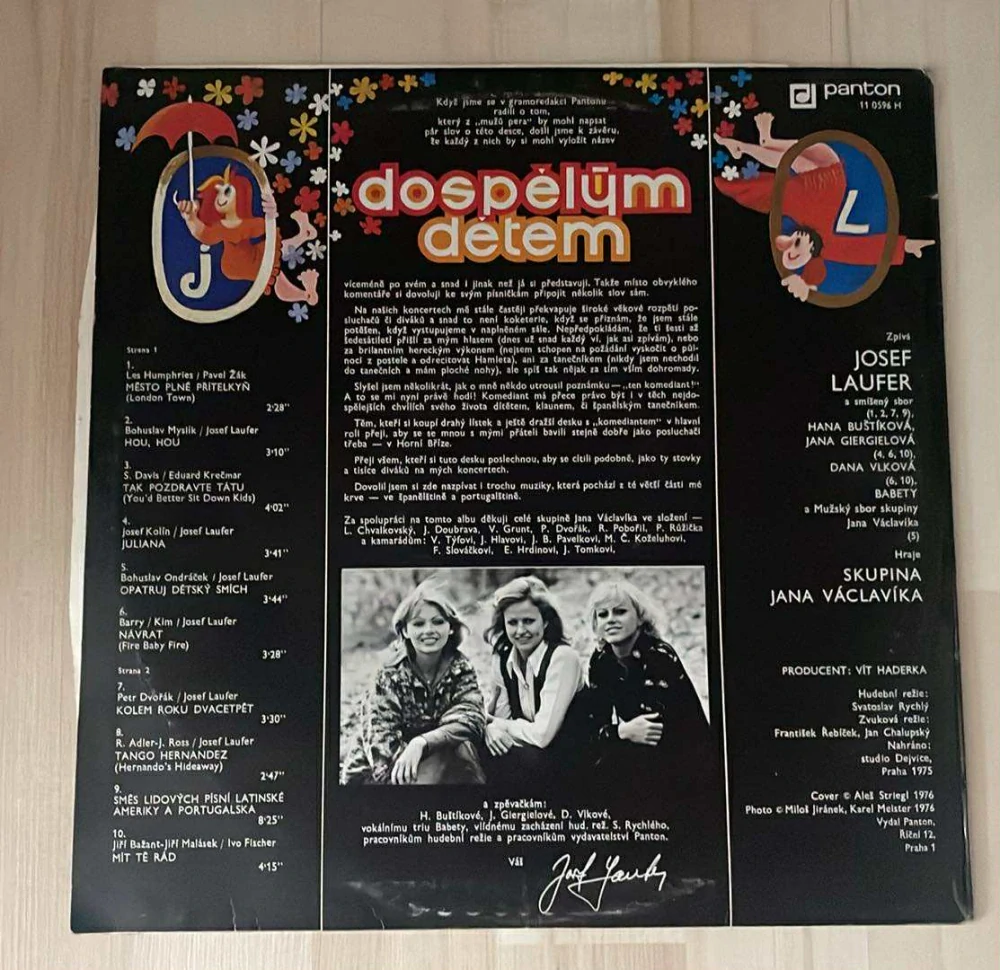 j
Strana 1
1.
Les Humphries / Pavel Žák
MĚSTO PLNÉ PŘÍTELKYŇ
(London Town)
2·28"
2.
Bohuslav Myslík / Josef Laufer
HOU, HOU
3·10"
3.
S. Davis / Eduard Krečmar
TAK POZDRAVTE TÁTU
(You'd Better Sit Down Kids)
4·02"
4.
Josef Kolín / Josef Laufer
JULIANA
3·41"
5.
Bohuslav Ondráček / Josef Laufer
OPATRUJ DĚTSKÝ SMÍCH
3·44"
6.
Barry / Kim / Josef Laufer
NÁVRAT
(Fire Baby Fire)
3·28"
Strana 2
7.
Petr Dvořák / Josef Laufer
KOLEM ROKU DVACETPĚT
3·30"
8.
R. Adler-J. Ross / Josef Laufer
TANGO HERNANDEZ
(Hernando's Hideaway)
2·47"
9.
SMĚS LIDOVÝCH PÍSNÍ LATINSKÉ
AMERIKY A PORTUGALSKA
8·25"
10.
Jiří Bažant-Jiří Malásek / Ivo Fischer
MÍT TĚ RÁD
4·15"
Když jsme se v gramoredakci Pantonu
radili o tom,
který z „mužů pera" by mohl napsat
pár slov o této desce, došli jsme k závěru,
že každý z nich by si mohl vyložit název
dospělým
dětem
víceméně po svém a snad i jinak než já si představuji. Takže místo obvyklého
komentáře si dovoluji ke svým písničkám připojit několik slov sám.
Na našich koncertech mě stále častěji překvapuje široké věkové rozpětí po-
sluchačů či diváků a snad to není koketerie, když se přiznám, že jsem stále
potěšen, když vystupujeme v naplněném sále. Nepředpokládám, že ti šestí až
šedesátiletí přišli za mým hlasem (dnes už snad každý ví, jak asi zpívám), nebo
za brilantním hereckým výkonem (nejsem schopen na požádání vyskočit o půl-
noci z postele a odrecitovat Hamleta), ani za tanečníkem (nikdy jsem nechodil
do tanečních a mám ploché nohy), ale spíš tak nějak za tím vším dohromady.
Slyšel jsem několikrát, jak o mně někdo utrousil poznámku — „ten komediant!"
A to se mi nyní právě hodí! Komediant má přece právo být i v těch nejdo-
spělejších chvílích svého života dítětem, klaunem, či španělským tanečníkem.
Těm, kteří si koupí drahý lístek a ještě dražší desku s „komediantem" v hlavní
roli přeji, aby se se mnou s mými přáteli bavili stejně dobře jako posluchači
třeba — v Horní Bříze.
Přeji všem, kteří si tuto desku poslechnou, aby se cítili podobně, jako ty stovky
a tisíce diváků na mých koncertech.
Dovolil jsem si zde nazpívat i trochu muziky, která pochází z té větší části mé
krve — ve španělštině a portugalštině.
Za spolupráci na tomto albu děkuji celé skupině Jana Václavíka ve složení —
L. Chvalkovský, J. Doubrava, V. Grunt, P. Dvořák, R. Pobořil, P. Růžička
a kamarádům: V. Týfovi, J. Hlavovi, J. B. Pavelkovi, M. C. Koželuhovi,
F. Slováčkovi, E. Hrdinovi, J. Tomkovi,
a zpěvačkám:
H. Buštíkové, J. Giergielové, D. Vlkové,
vokálnímu triu Babety, vlídnému zacházení hud. rež. S. Rychlého,
pracovníkům hudební režie a pracovníkům vydavatelství Panton.
Váš
Josef Laufer
panton
11 0596 H
L
Zpívá
JOSEF
LAUFER
a smíšený sbor
(1, 2, 7, 9),
HANA BUŠTÍKOVÁ,
JANA GIERGIELOVÁ
(4, 6, 10),
DANA VLKOVÁ
(6, 10),
BABETY
a Mužský sbor skupiny
Jana Václavíka
(5)
Hraje
SKUPINA
JANA VÁCLAVÍKA
PRODUCENT: VÍT HADERKA
Hudební režie:
Svatoslav Rychlý
Zvuková režie:
František Řebíček, Jan Chalupský
Nahráno:
studio Dejvice,
Praha 1975
Cover © Aleš Striegl 1976
Photo © Miloš Jiránek, Karel Meister 1976
Vydal Panton,
Říční 12,
Praha 1